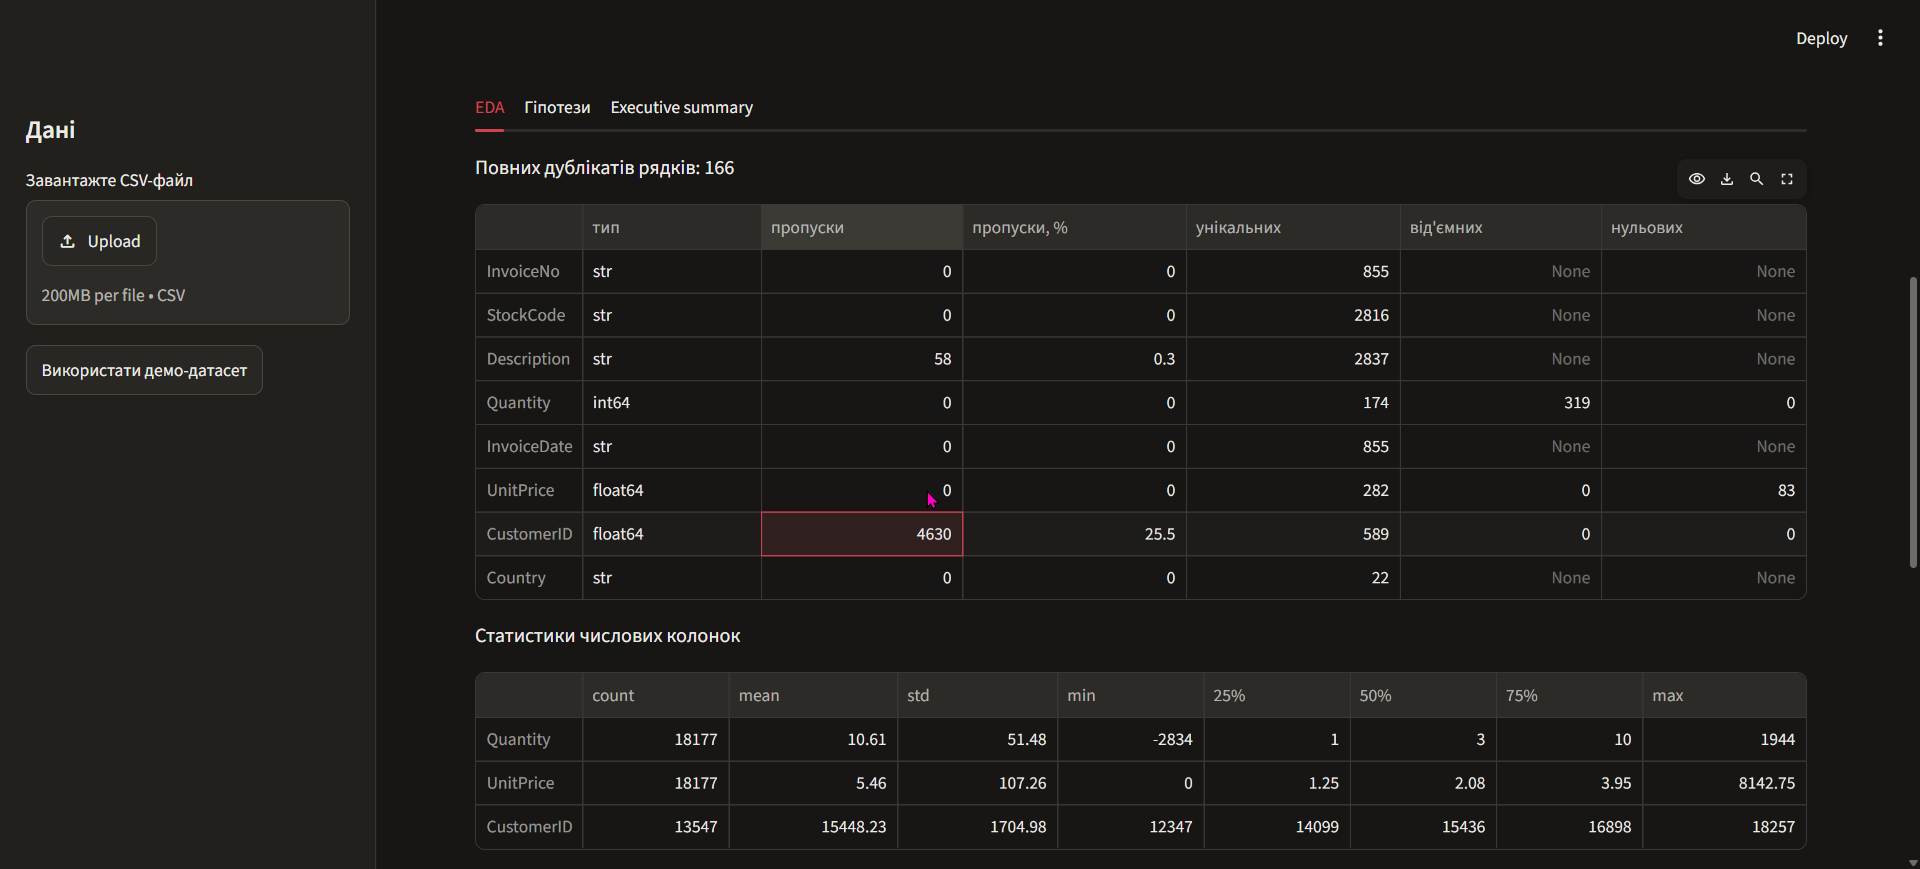 Deploy
Дані
Завантажте CSV-файл
Upload
200MB per file • CSV
Використати демо-датасет
EDA Гіпотези Executive summary
Повних дублікатів рядків: 166
тип пропуски пропуски, % унікальних від'ємних нульових
InvoiceNo str 0 0 855 None None
StockCode str 0 0 2816 None None
Description str 58 0.3 2837 None None
Quantity int64 0 0 174 319 0
InvoiceDate str 0 0 855 None None
UnitPrice float64 0 0 282 0 83
CustomerID float64 4630 25.5 589 0 0
Country str 0 0 22 None None
Статистики числових колонок
count mean std min 25% 50% 75% max
Quantity 18177 10.61 51.48 -2834 1 3 10 1944
UnitPrice 18177 5.46 107.26 0 1.25 2.08 3.95 8142.75
CustomerID 13547 15448.23 1704.98 12347 14099 15436 16898 18257